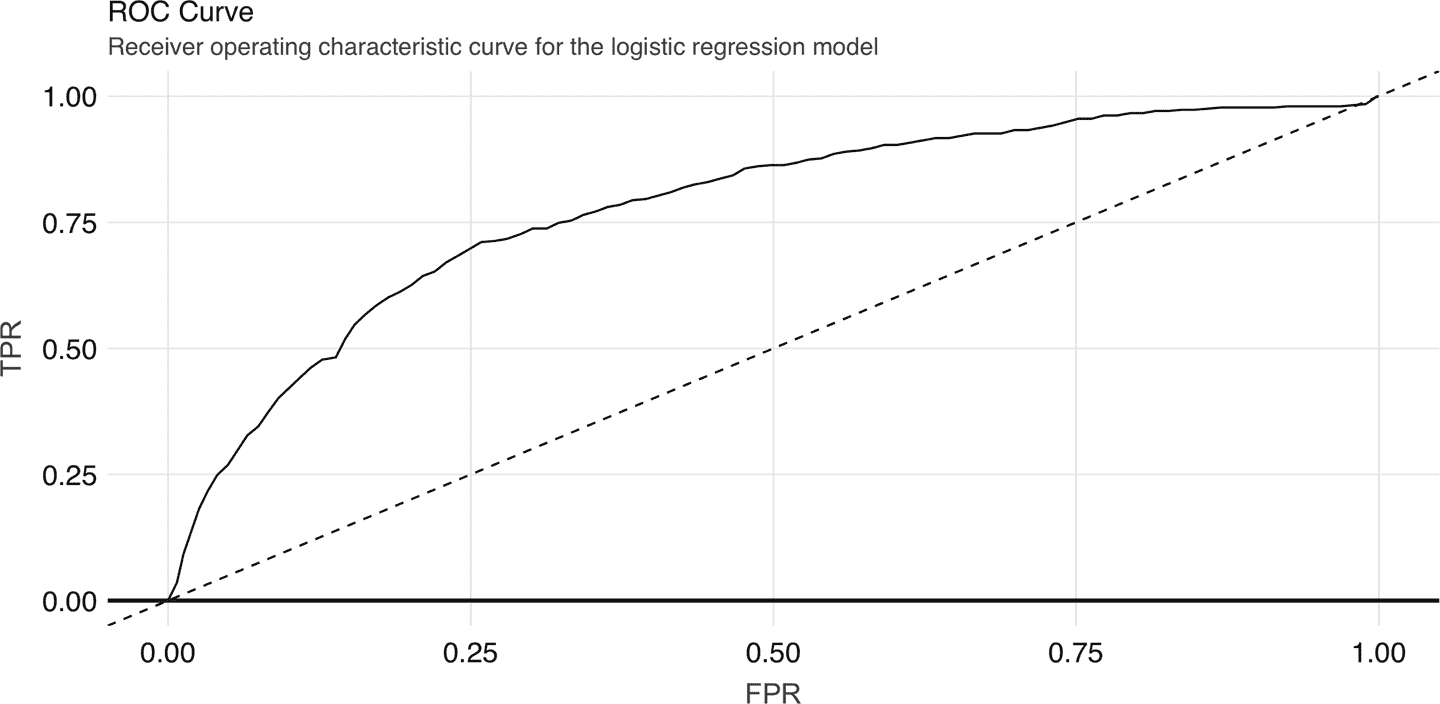 ROC Curve
Receiver operating characteristic curve for the logistic regression model
1.00
0.75
0.50
0.25
0.00
TPR
0.00 0.25 0.50 0.75 1.00
FPR